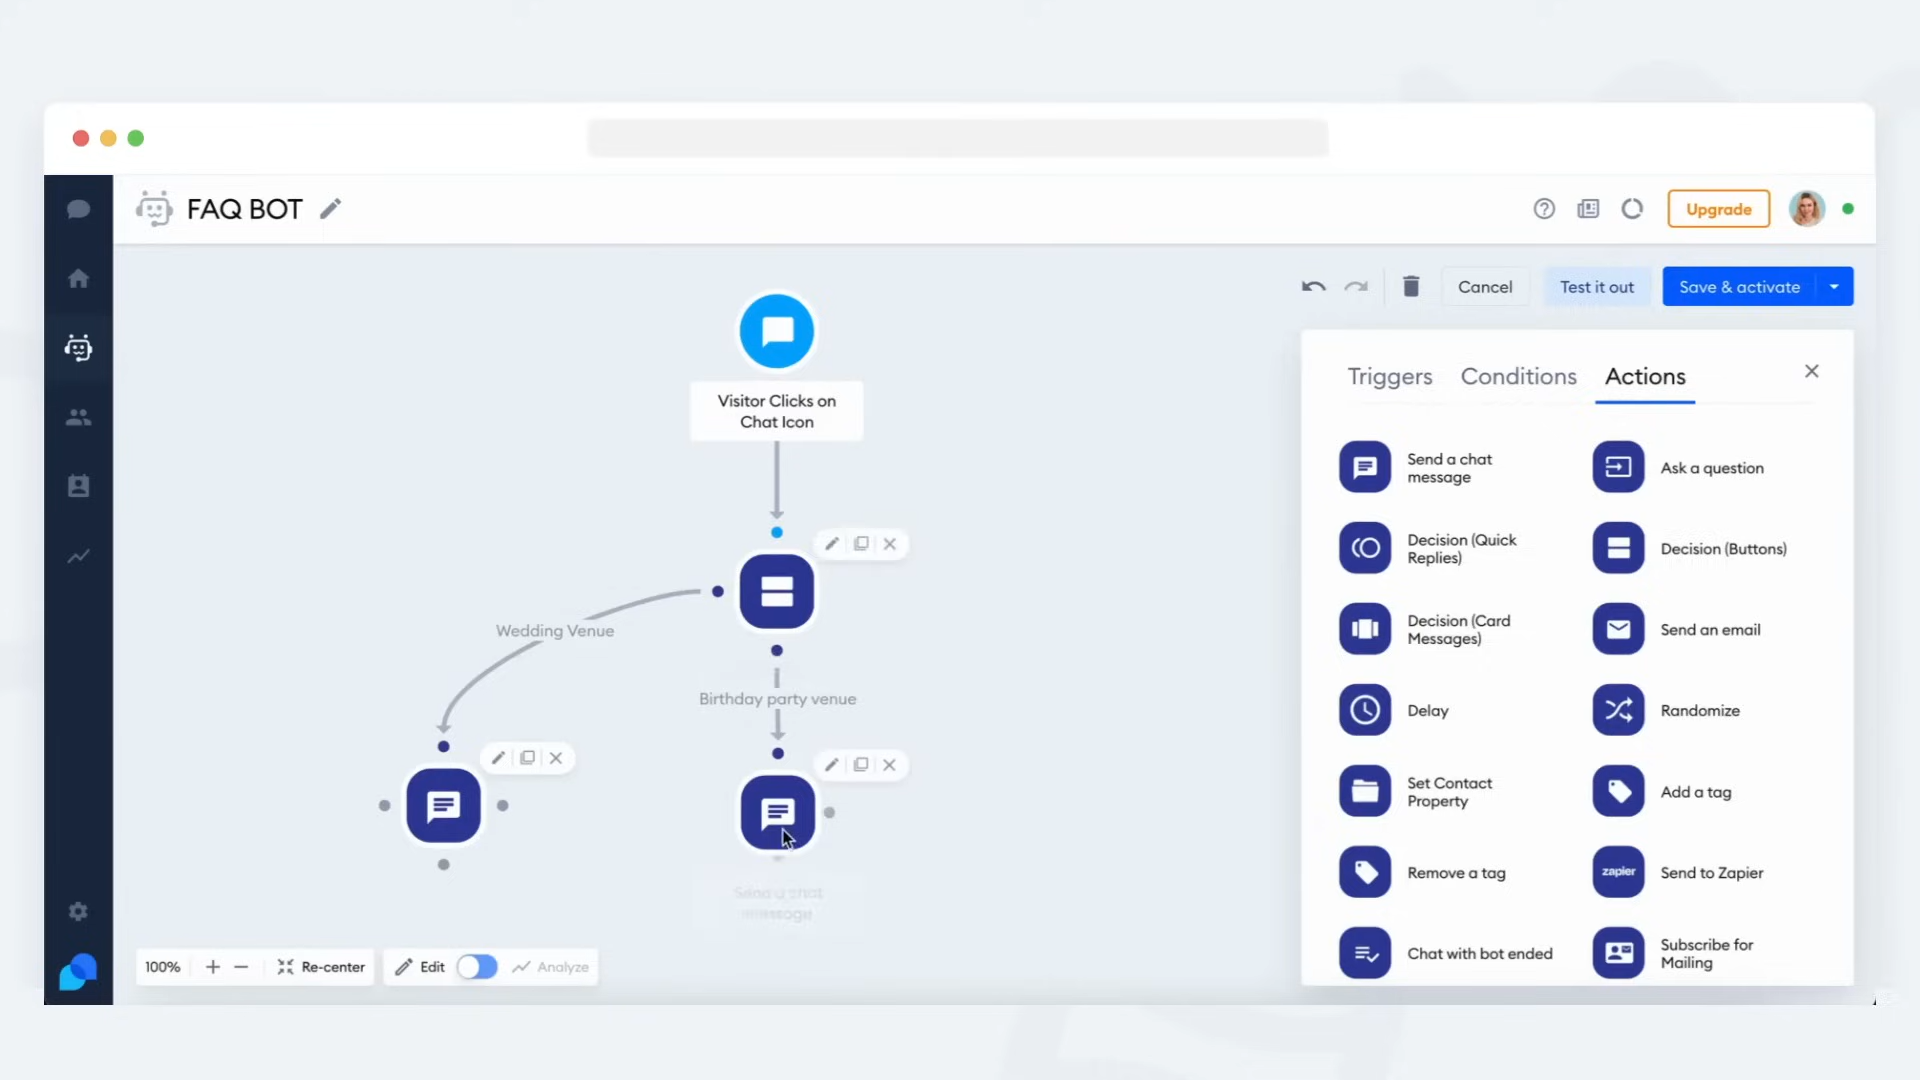 FAQ BOT
Upgrade
Cancel
Test it out
Save & activate
Visitor Clicks on
Chat Icon
Wedding Venue
Birthday party venue
Send a chat
message
Triggers
Conditions
Actions
Send a chat
message
Ask a question
Decision (Quick
Replies)
Decision (Buttons)
Decision (Card
Messages)
Send an email
Delay
Randomize
Set Contact
Property
Add a tag
Remove a tag
zapier
Send to Zapier
Chat with bot ended
Subscribe for
Mailing
100%
Re-center
Edit
Analyze